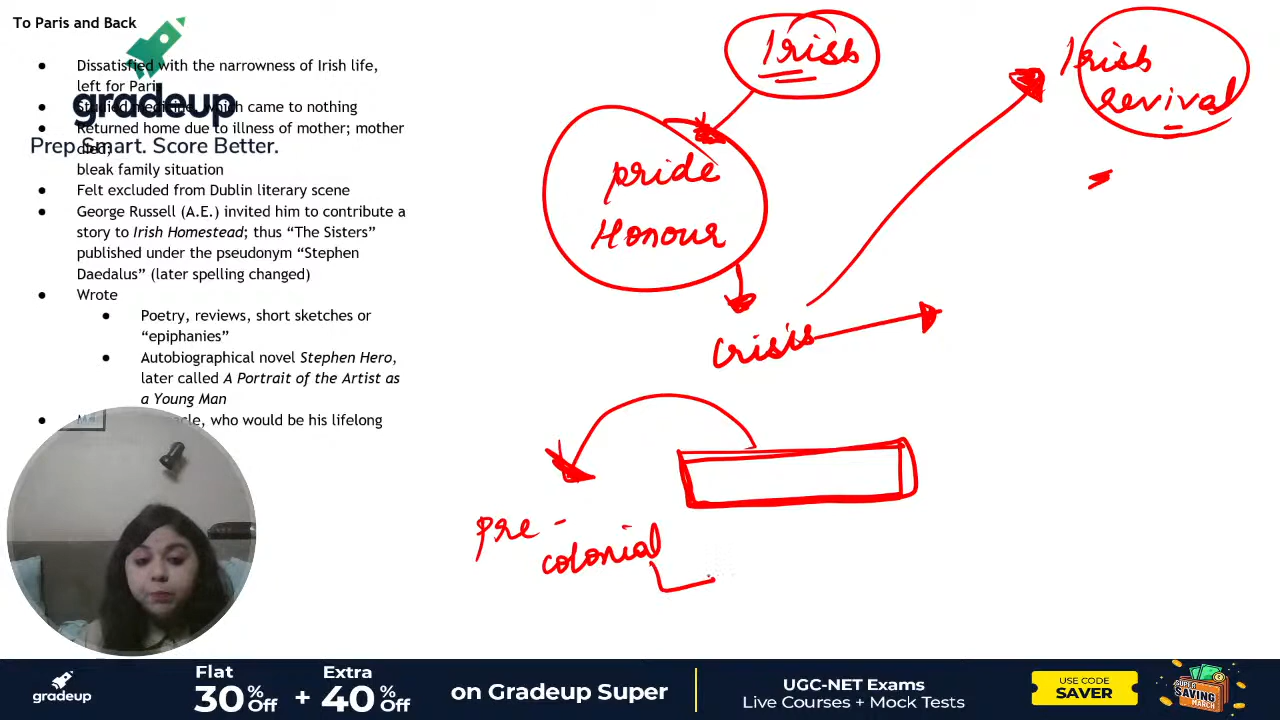 To Paris and Back
Dissatisfied with the narrowness of Irish life,
left for Paris
Studied medicine, which came to nothing
gradeup
Returned home due to illness of mother; mother
died;
Prep Smart. Score Better.
bleak family situation
Felt excluded from Dublin literary scene
George Russell (A.E.) invited him to contribute a
story to Irish Homestead; thus “The Sisters”
published under the pseudonym “Stephen
Daedalus” (later spelling changed)
Wrote
Poetry, reviews, short sketches or
“epiphanies”
Autobiographical novel Stephen Hero,
later called A Portrait of the Artist as
a Young Man
who would be his lifelong
Irish
pride
Honour
crisis
Irish
revival
pre -
colonial
gradeup
Flat
30% Off
+
Extra
40% Off
on Gradeup Super
UGC-NET Exams
Live Courses + Mock Tests
USE CODE
SAVER
SUPER
SAVING
MARCH